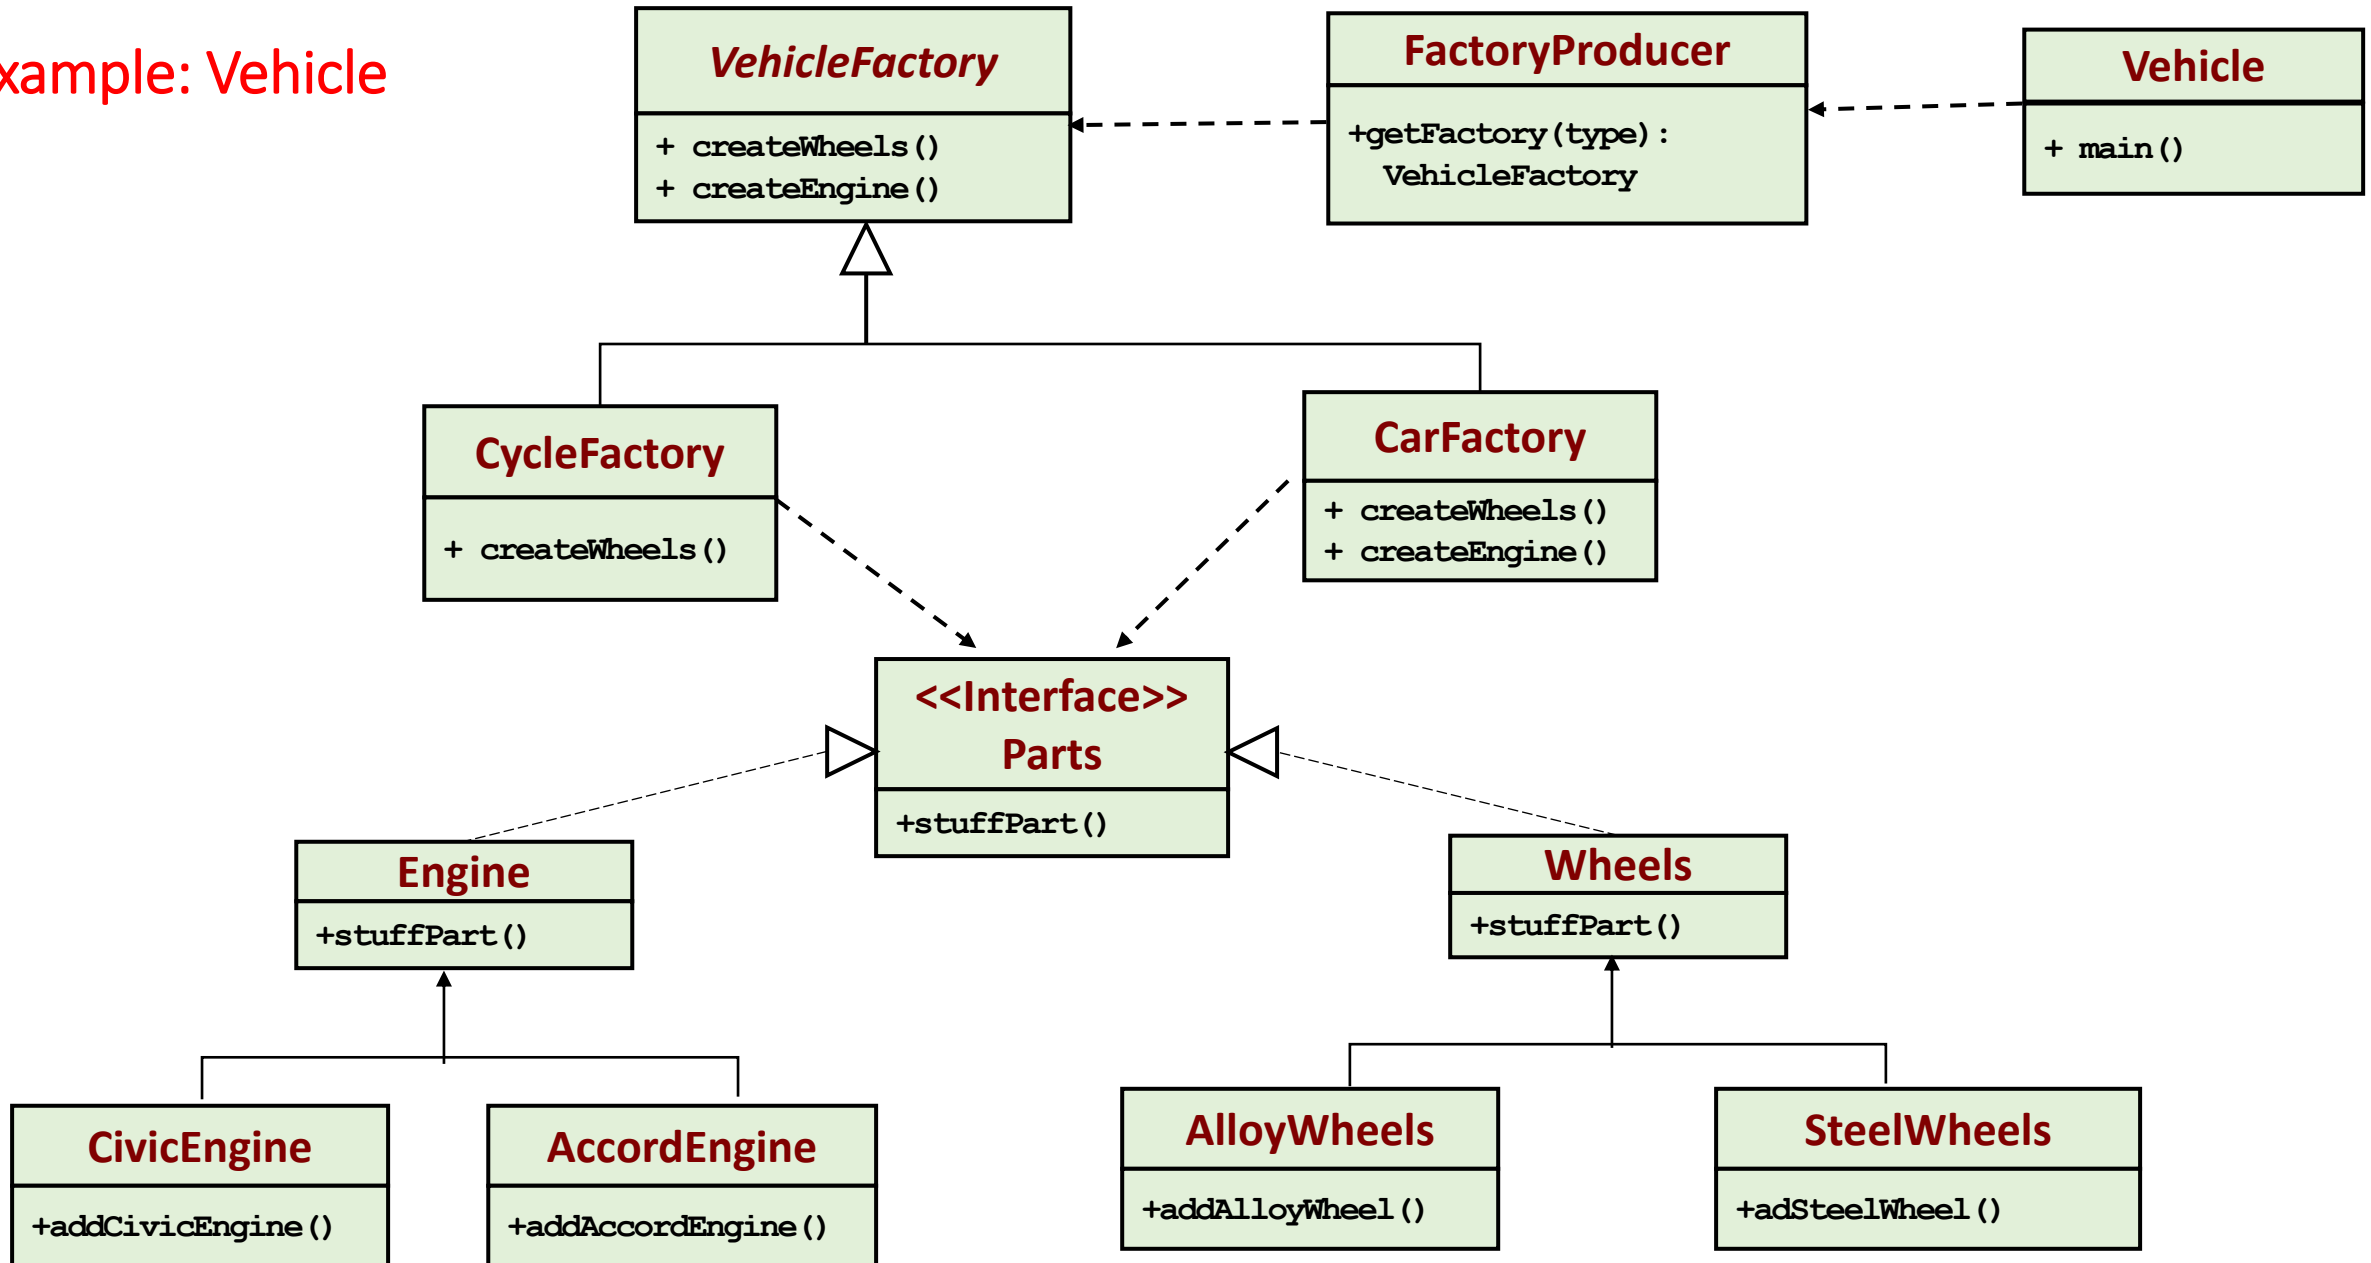 xample: Vehicle
VehicleFactory
+ createWheels()
+ createEngine()
FactoryProducer
+getFactory(type):
VehicleFactory
Vehicle
+ main()
CycleFactory
+ createWheels()
CarFactory
+ createWheels()
+ createEngine()
<<Interface>>
Parts
+stuffPart()
Engine
+stuffPart()
Wheels
+stuffPart()
CivicEngine
+addCivicEngine()
AccordEngine
+addAccordEngine()
AlloyWheels
+addAlloyWheel()
SteelWheels
+adSteelWheel()